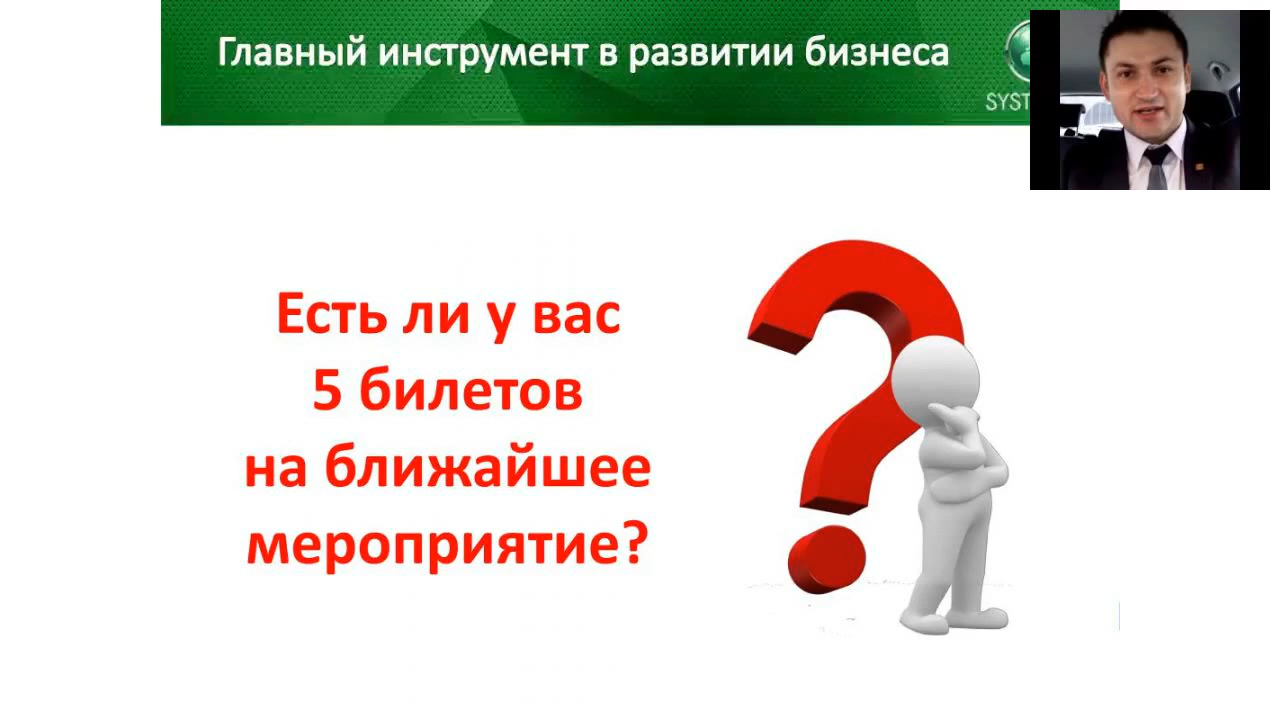 Главный инструмент в развитии бизнеса
SYST
Есть ли у вас
5 билетов
на ближайшее
мероприятие?